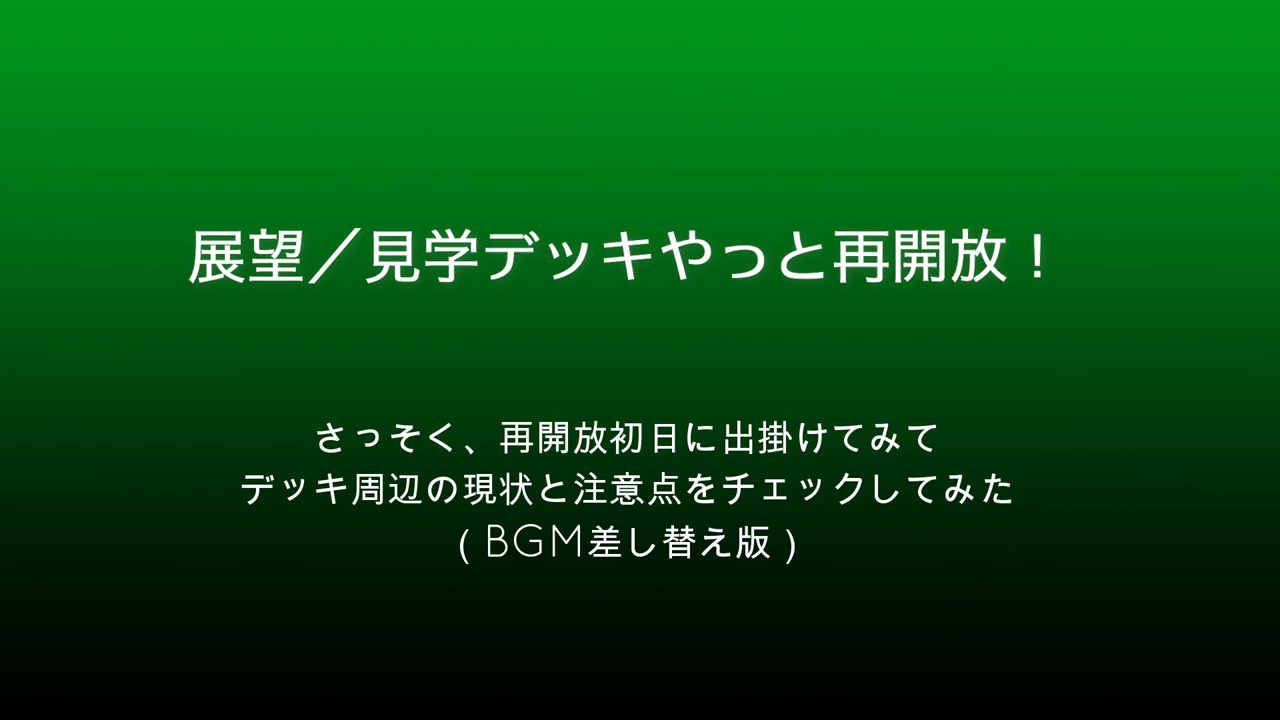 展望／見学デッキやっと再開放！
さっそく、再開放初日に出掛けてみて
デッキ周辺の現状と注意点をチェックしてみた
（BGM差し替え版）